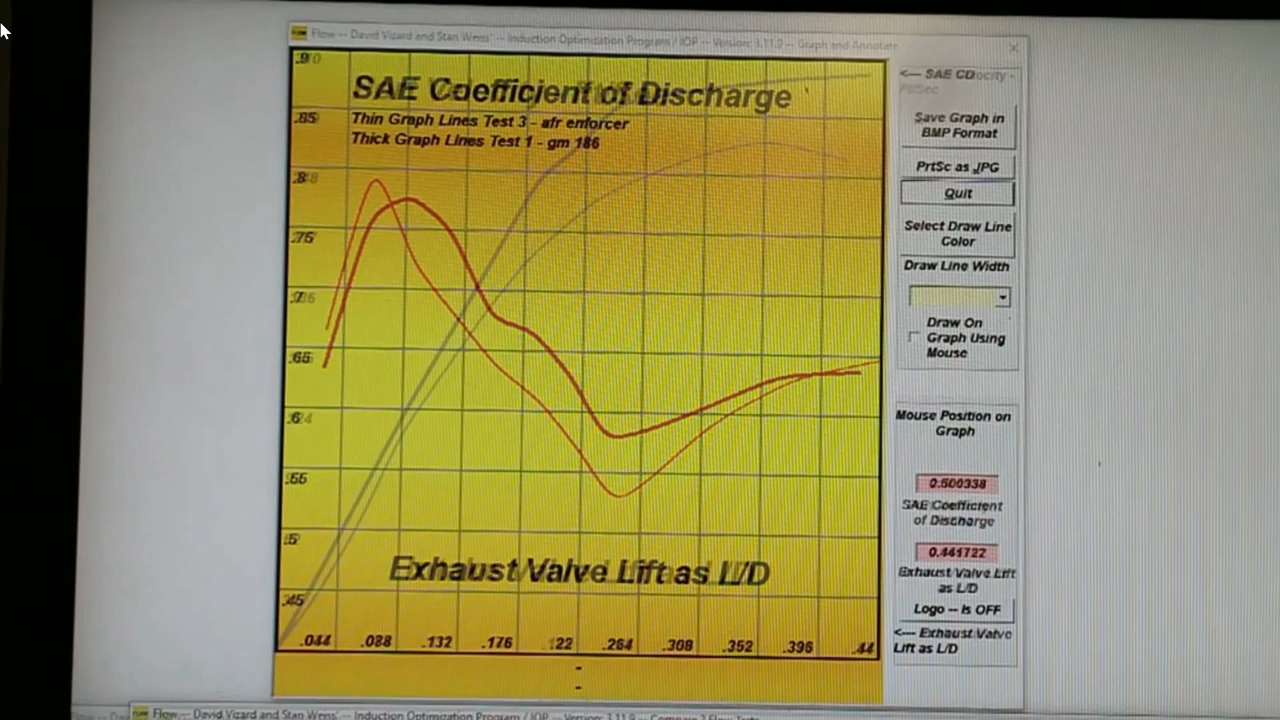 Flow -- David Vizard and Stan Weiss' -- Induction Optimization Program / IOP -- Version: 3.11.9 -- Graph and Annotate
SAE Coefficient of Discharge
Thin Graph Lines Test 3 - afr enforcer
Thick Graph Lines Test 1 - gm 186
.9
.85
.8
.75
.7
.65
.6
.55
.5
.45
Exhaust Valve Lift as L/D
.044 .088 .132 .176 .22 .264 .308 .352 .396 .44
<--- SAE CD
Save Graph in
BMP Format
PrtSc as JPG
Quit
Select Draw Line
Color
Draw Line Width
Draw On
Graph Using
Mouse
Mouse Position on
Graph
0.500338
SAE Coefficient
of Discharge
0.441722
Exhaust Valve Lift
as L/D
Logo -- Is OFF
<--- Exhaust Valve
Lift as L/D
Flow -- David Vizard and Stan Weiss' -- Induction Optimization Program / IOP -- Version: 3.11.9 -- Compare 2 Flow Tests